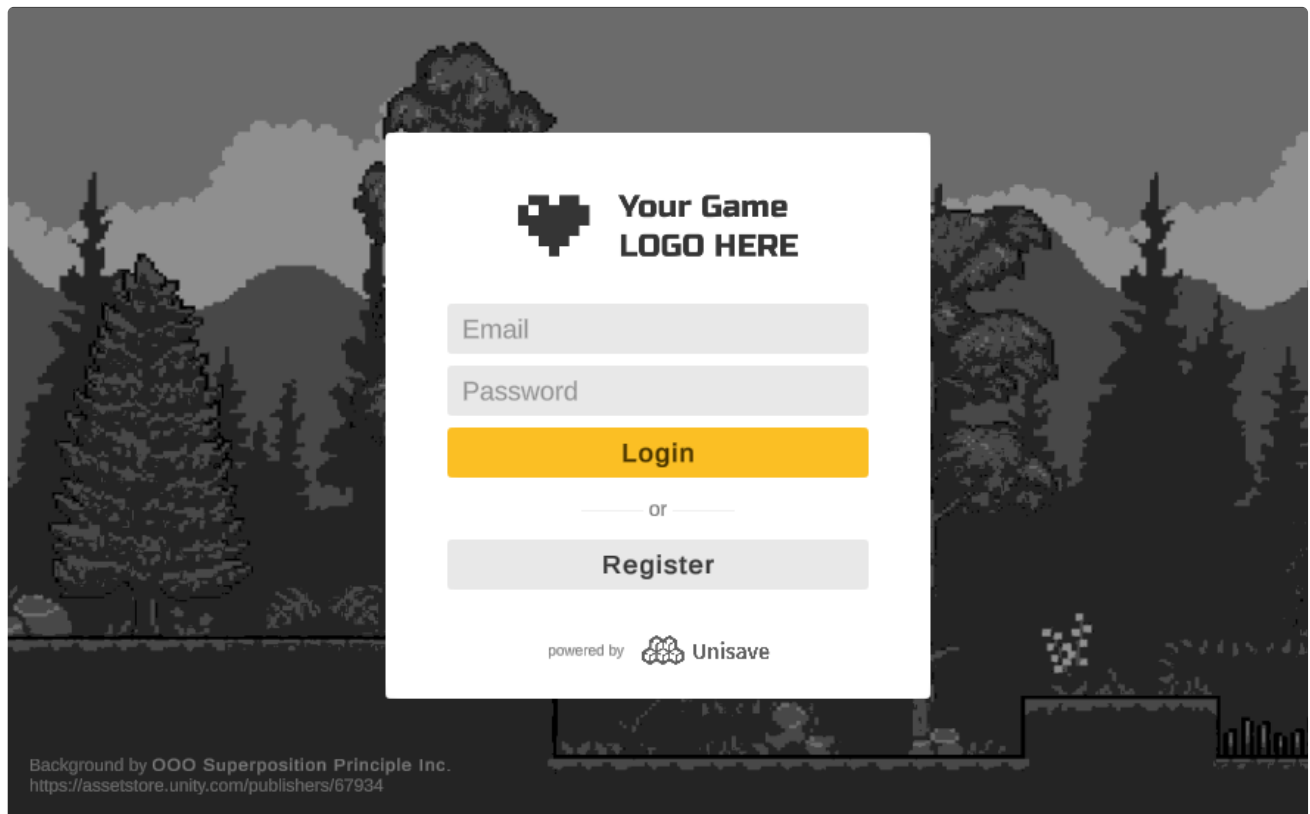 Your Game
LOGO HERE
Email
Password
Login
or
Register
powered by Unisave
Background by OOO Superposition Principle Inc.
https://assetstore.unity.com/publishers/67934